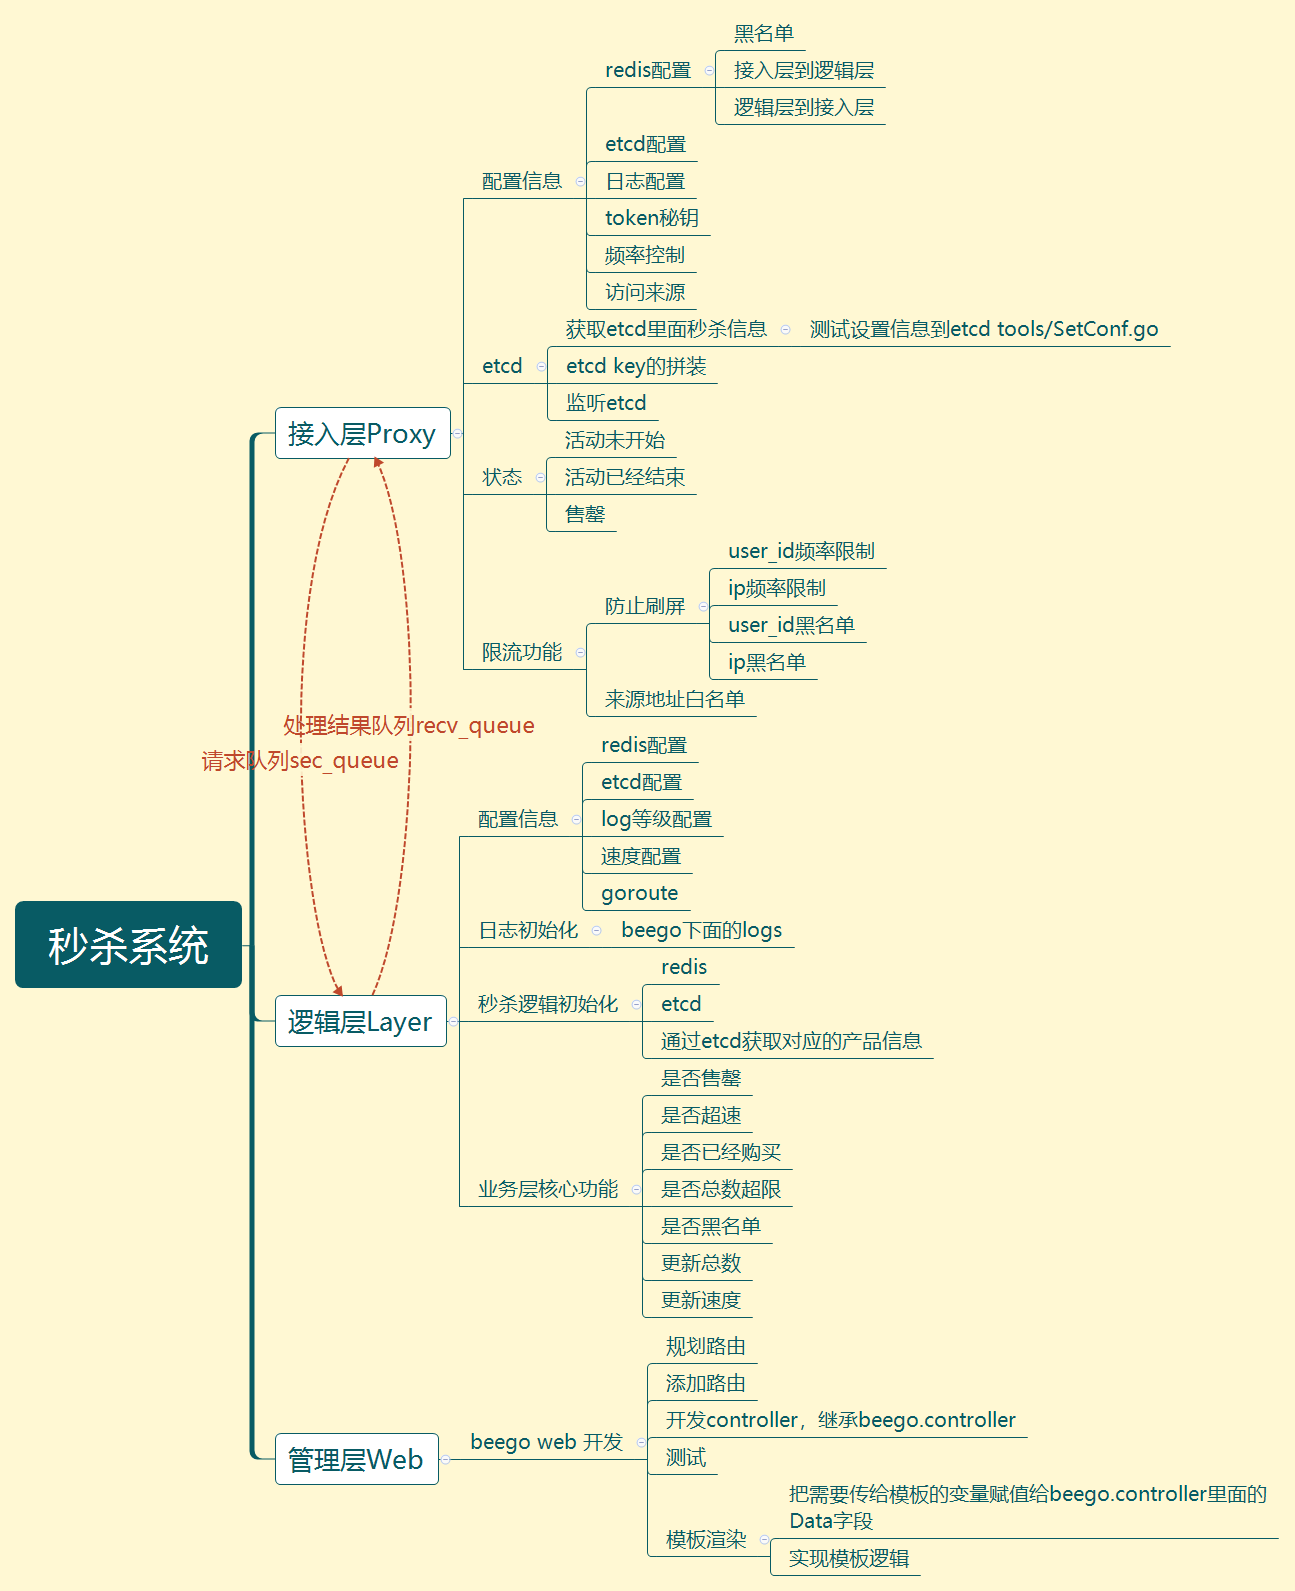 秒杀系统
接入层Proxy
配置信息
redis配置
黑名单
接入层到逻辑层
逻辑层到接入层
etcd配置
日志配置
token秘钥
频率控制
访问来源
etcd
获取etcd里面秒杀信息
测试设置信息到etcd tools/SetConf.go
etcd key的拼装
监听etcd
状态
活动未开始
活动已经结束
售罄
限流功能
防止刷屏
user_id频率限制
ip频率限制
user_id黑名单
ip黑名单
来源地址白名单
处理结果队列recv_queue
请求队列sec_queue
逻辑层Layer
配置信息
redis配置
etcd配置
log等级配置
速度配置
goroute
日志初始化
beego下面的logs
秒杀逻辑初始化
redis
etcd
通过etcd获取对应的产品信息
业务层核心功能
是否售罄
是否超速
是否已经购买
是否总数超限
是否黑名单
更新总数
更新速度
管理层Web
beego web 开发
规划路由
添加路由
开发controller，继承beego.controller
测试
模板渲染
把需要传给模板的变量赋值给beego.controller里面的
Data字段
实现模板逻辑